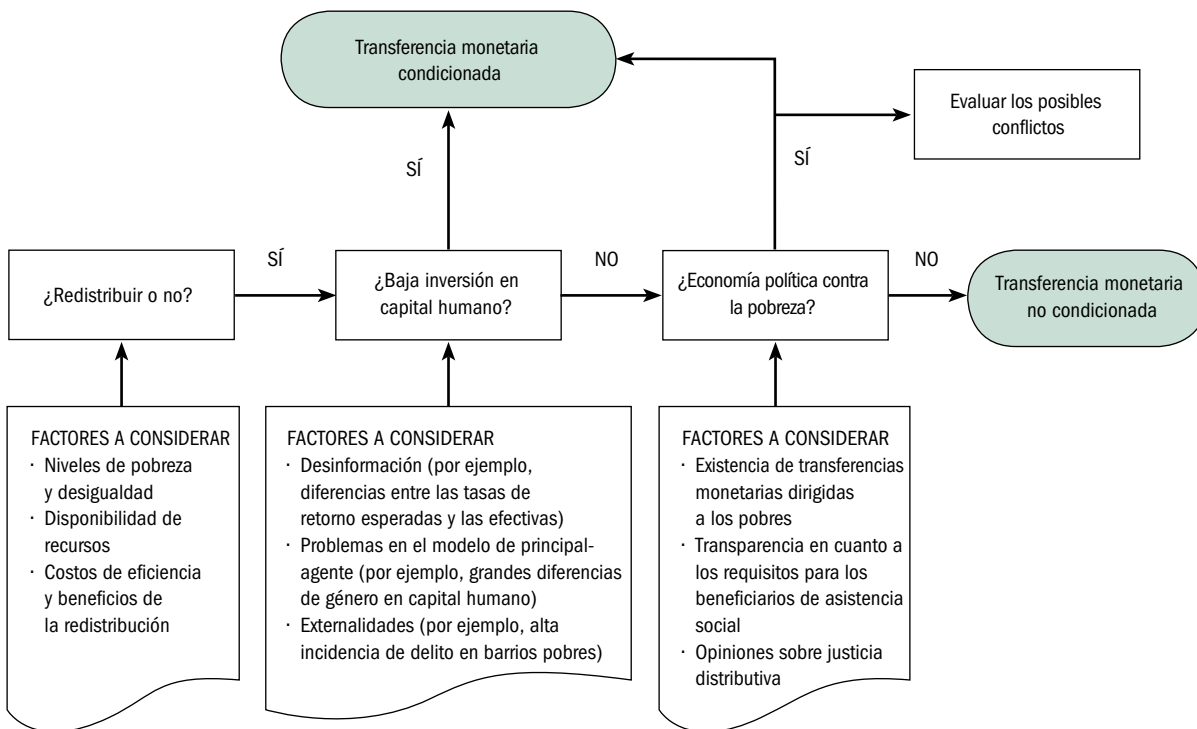 Transferencia monetaria
condicionada
Evaluar los posibles
conflictos
SÍ
SÍ
¿Redistribuir o no?
SÍ
¿Baja inversión en
capital humano?
NO
¿Economía política contra
la pobreza?
NO
Transferencia monetaria
no condicionada
FACTORES A CONSIDERAR
· Niveles de pobreza
y desigualdad
· Disponibilidad de
recursos
· Costos de eficiencia
y beneficios de
la redistribución
FACTORES A CONSIDERAR
· Desinformación (por ejemplo,
diferencias entre las tasas de
retorno esperadas y las efectivas)
· Problemas en el modelo de principal-
agente (por ejemplo, grandes diferencias
de género en capital humano)
· Externalidades (por ejemplo, alta
incidencia de delito en barrios pobres)
FACTORES A CONSIDERAR
· Existencia de transferencias
monetarias dirigidas
a los pobres
· Transparencia en cuanto a
los requisitos para los
beneficiarios de asistencia
social
· Opiniones sobre justicia
distributiva